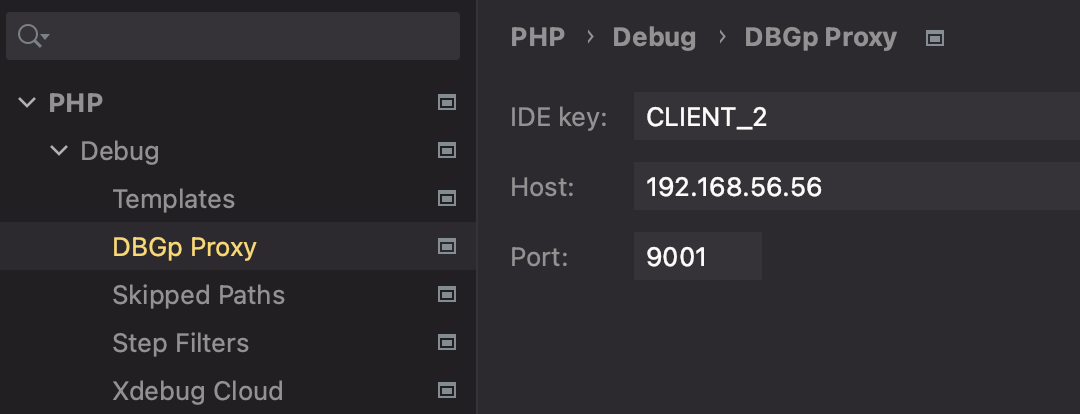 PHP
Debug
Templates
DBGp Proxy
Skipped Paths
Step Filters
Xdebug Cloud
PHP › Debug › DBGp Proxy
IDE key: CLIENT_2
Host: 192.168.56.56
Port: 9001